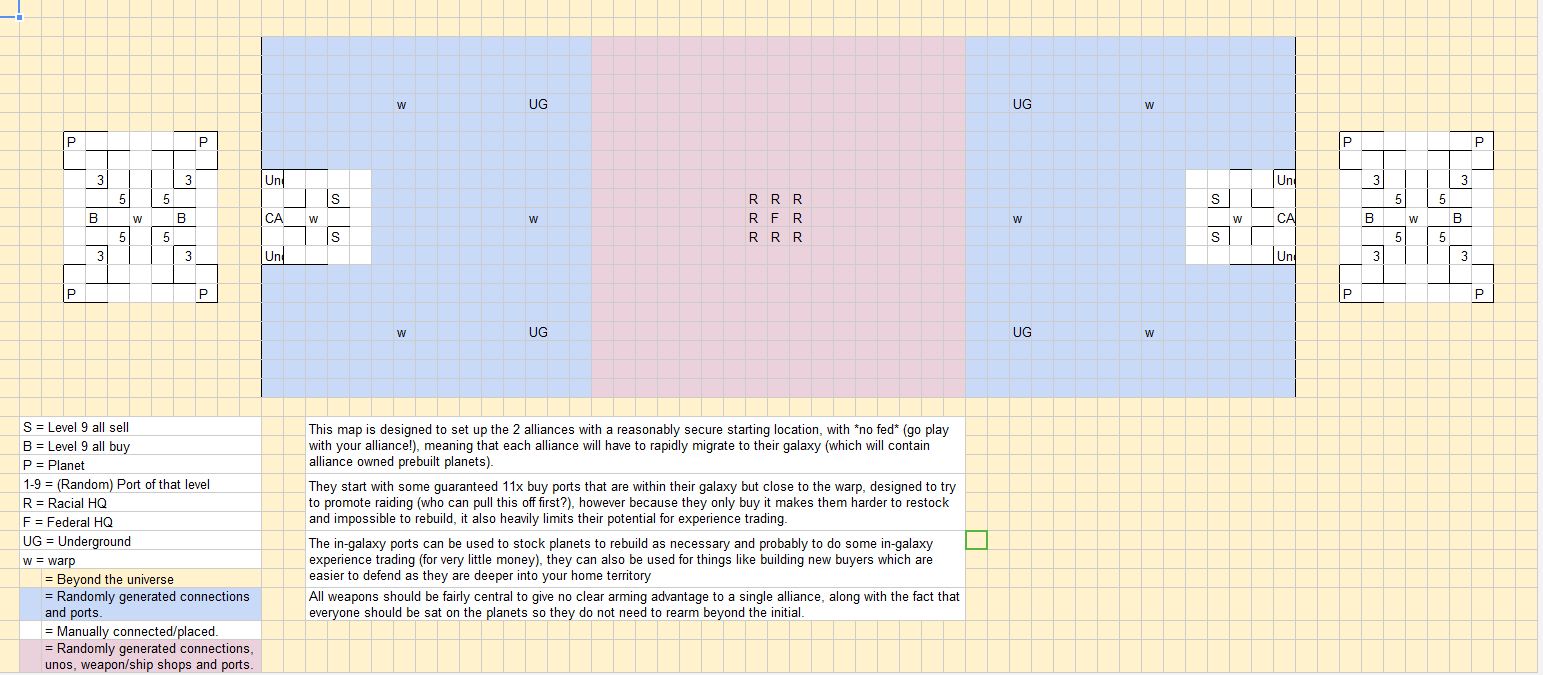 w UG UG w
P P P P
3 3 Un Un 3 3
5 5 S R R R S 5 5
B w B CA w w R F R w w CA B w B
5 5 S R R R S 5 5
3 3 Un Un 3 3
P P P P
w UG UG w
S = Level 9 all sell
B = Level 9 all buy
P = Planet
1-9 = (Random) Port of that level
R = Racial HQ
F = Federal HQ
UG = Underground
w = warp
= Beyond the universe
= Randomly generated connections
and ports.
= Manually connected/placed.
= Randomly generated connections,
unos, weapon/ship shops and ports.
This map is designed to set up the 2 alliances with a reasonably secure starting location, with *no fed* (go play
with your alliance!), meaning that each alliance will have to rapidly migrate to their galaxy (which will contain
alliance owned prebuilt planets).
They start with some guaranteed 11x buy ports that are within their galaxy but close to the warp, designed to try
to promote raiding (who can pull this off first?), however because they only buy it makes them harder to restock
and impossible to rebuild, it also heavily limits their potential for experience trading.
The in-galaxy ports can be used to stock planets to rebuild as necessary and probably to do some in-galaxy
experience trading (for very little money), they can also be used for things like building new buyers which are
easier to defend as they are deeper into your home territory
All weapons should be fairly central to give no clear arming advantage to a single alliance, along with the fact that
everyone should be sat on the planets so they do not need to rearm beyond the initial.